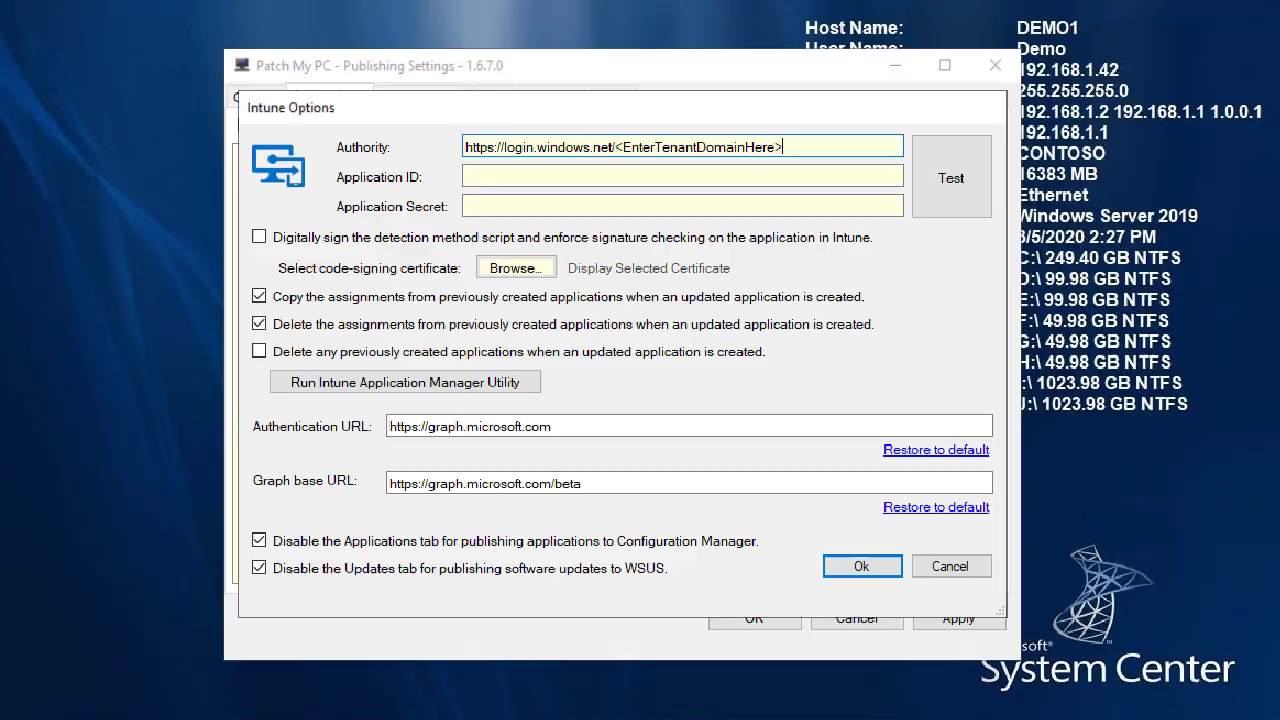 Host Name: DEMO1
User Name: Demo
192.168.1.42
255.255.255.0
192.168.1.2 192.168.1.1 1.0.0.1
192.168.1.1
CONTOSO
16383 MB
Ethernet
Windows Server 2019
8/5/2020 2:27 PM
C:\ 249.40 GB NTFS
D:\ 99.98 GB NTFS
E:\ 99.98 GB NTFS
F:\ 49.98 GB NTFS
G:\ 49.98 GB NTFS
H:\ 49.98 GB NTFS
I:\ 1023.98 GB NTFS
J:\ 1023.98 GB NTFS
Patch My PC - Publishing Settings - 1.6.7.0
Intune Options
Authority: https://login.windows.net/<EnterTenantDomainHere>
Application ID:
Application Secret:
Test
Digitally sign the detection method script and enforce signature checking on the application in Intune.
Select code-signing certificate: Browse... Display Selected Certificate
Copy the assignments from previously created applications when an updated application is created.
Delete the assignments from previously created applications when an updated application is created.
Delete any previously created applications when an updated application is created.
Run Intune Application Manager Utility
Authentication URL: https://graph.microsoft.com
Restore to default
Graph base URL: https://graph.microsoft.com/beta
Restore to default
Disable the Applications tab for publishing applications to Configuration Manager.
Disable the Updates tab for publishing software updates to WSUS.
Ok Cancel
OK Cancel Apply
soft®
System Center